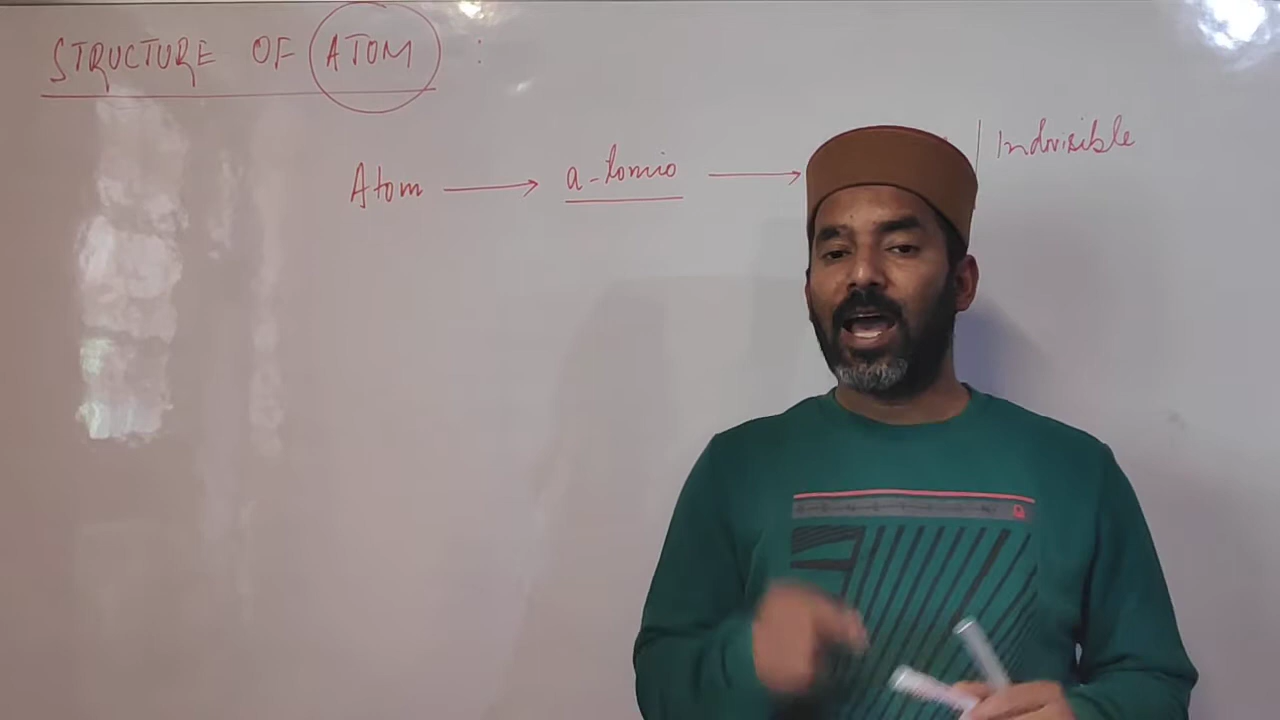 STRUCTURE OF ATOM :
Atom → a-tomio → | Indivisible